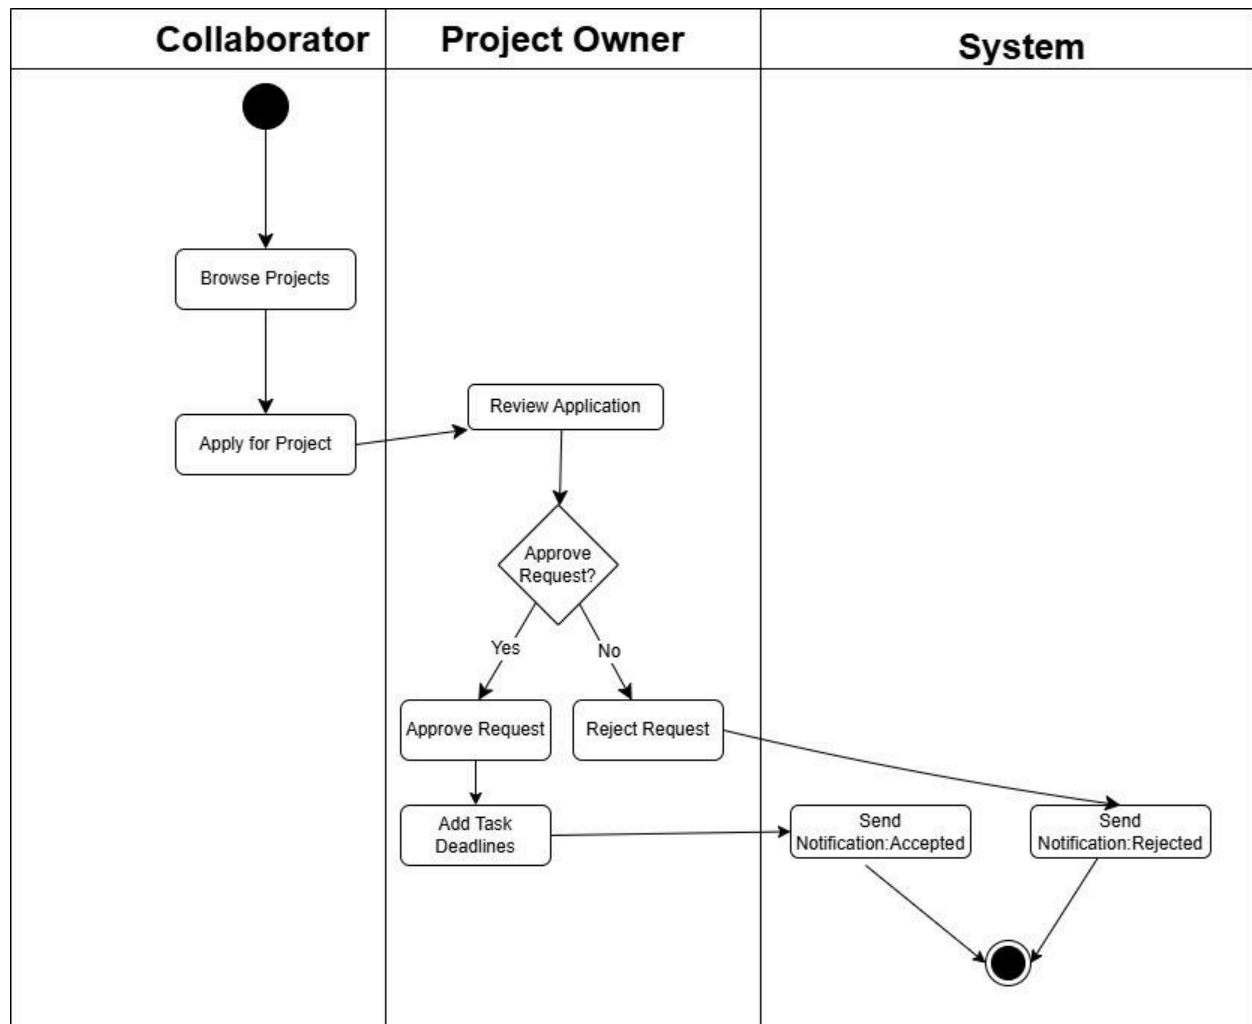 Collaborator
Project Owner
System
Browse Projects
Review Application
Apply for Project
Approve
Request?
Yes
No
Approve Request
Reject Request
Add Task
Deadlines
Send
Notification:Accepted
Send
Notification:Rejected